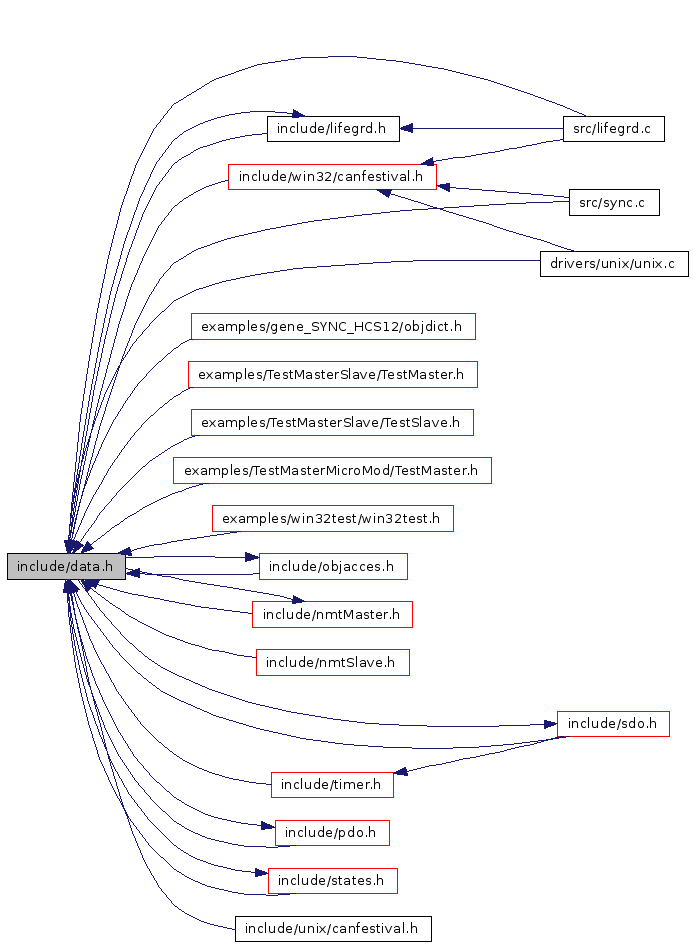 include/lifegrd.h
src/lifegrd.c
include/win32/canfestival.h
src/sync.c
drivers/unix/unix.c
examples/gene_SYNC_HCS12/objdict.h
examples/TestMasterSlave/TestMaster.h
examples/TestMasterSlave/TestSlave.h
examples/TestMasterMicroMod/TestMaster.h
examples/win32test/win32test.h
include/data.h
include/objacces.h
include/nmtMaster.h
include/nmtSlave.h
include/sdo.h
include/timer.h
include/pdo.h
include/states.h
include/unix/canfestival.h